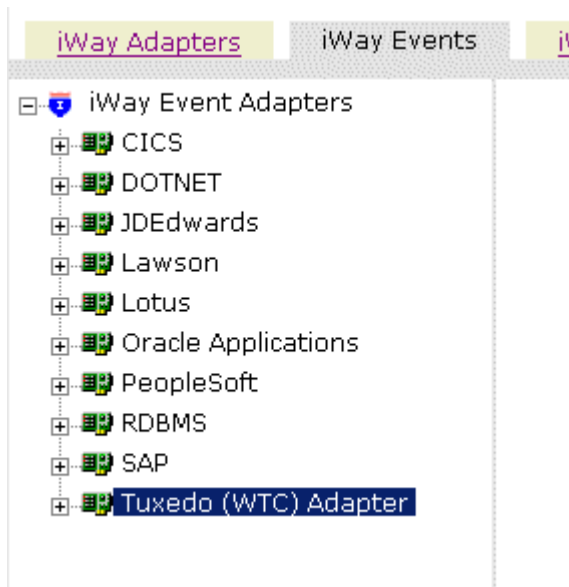 iWay Adapters iWay Events
iWay Event Adapters
CICS
DOTNET
JDEdwards
Lawson
Lotus
Oracle Applications
PeopleSoft
RDBMS
SAP
Tuxedo (WTC) Adapter